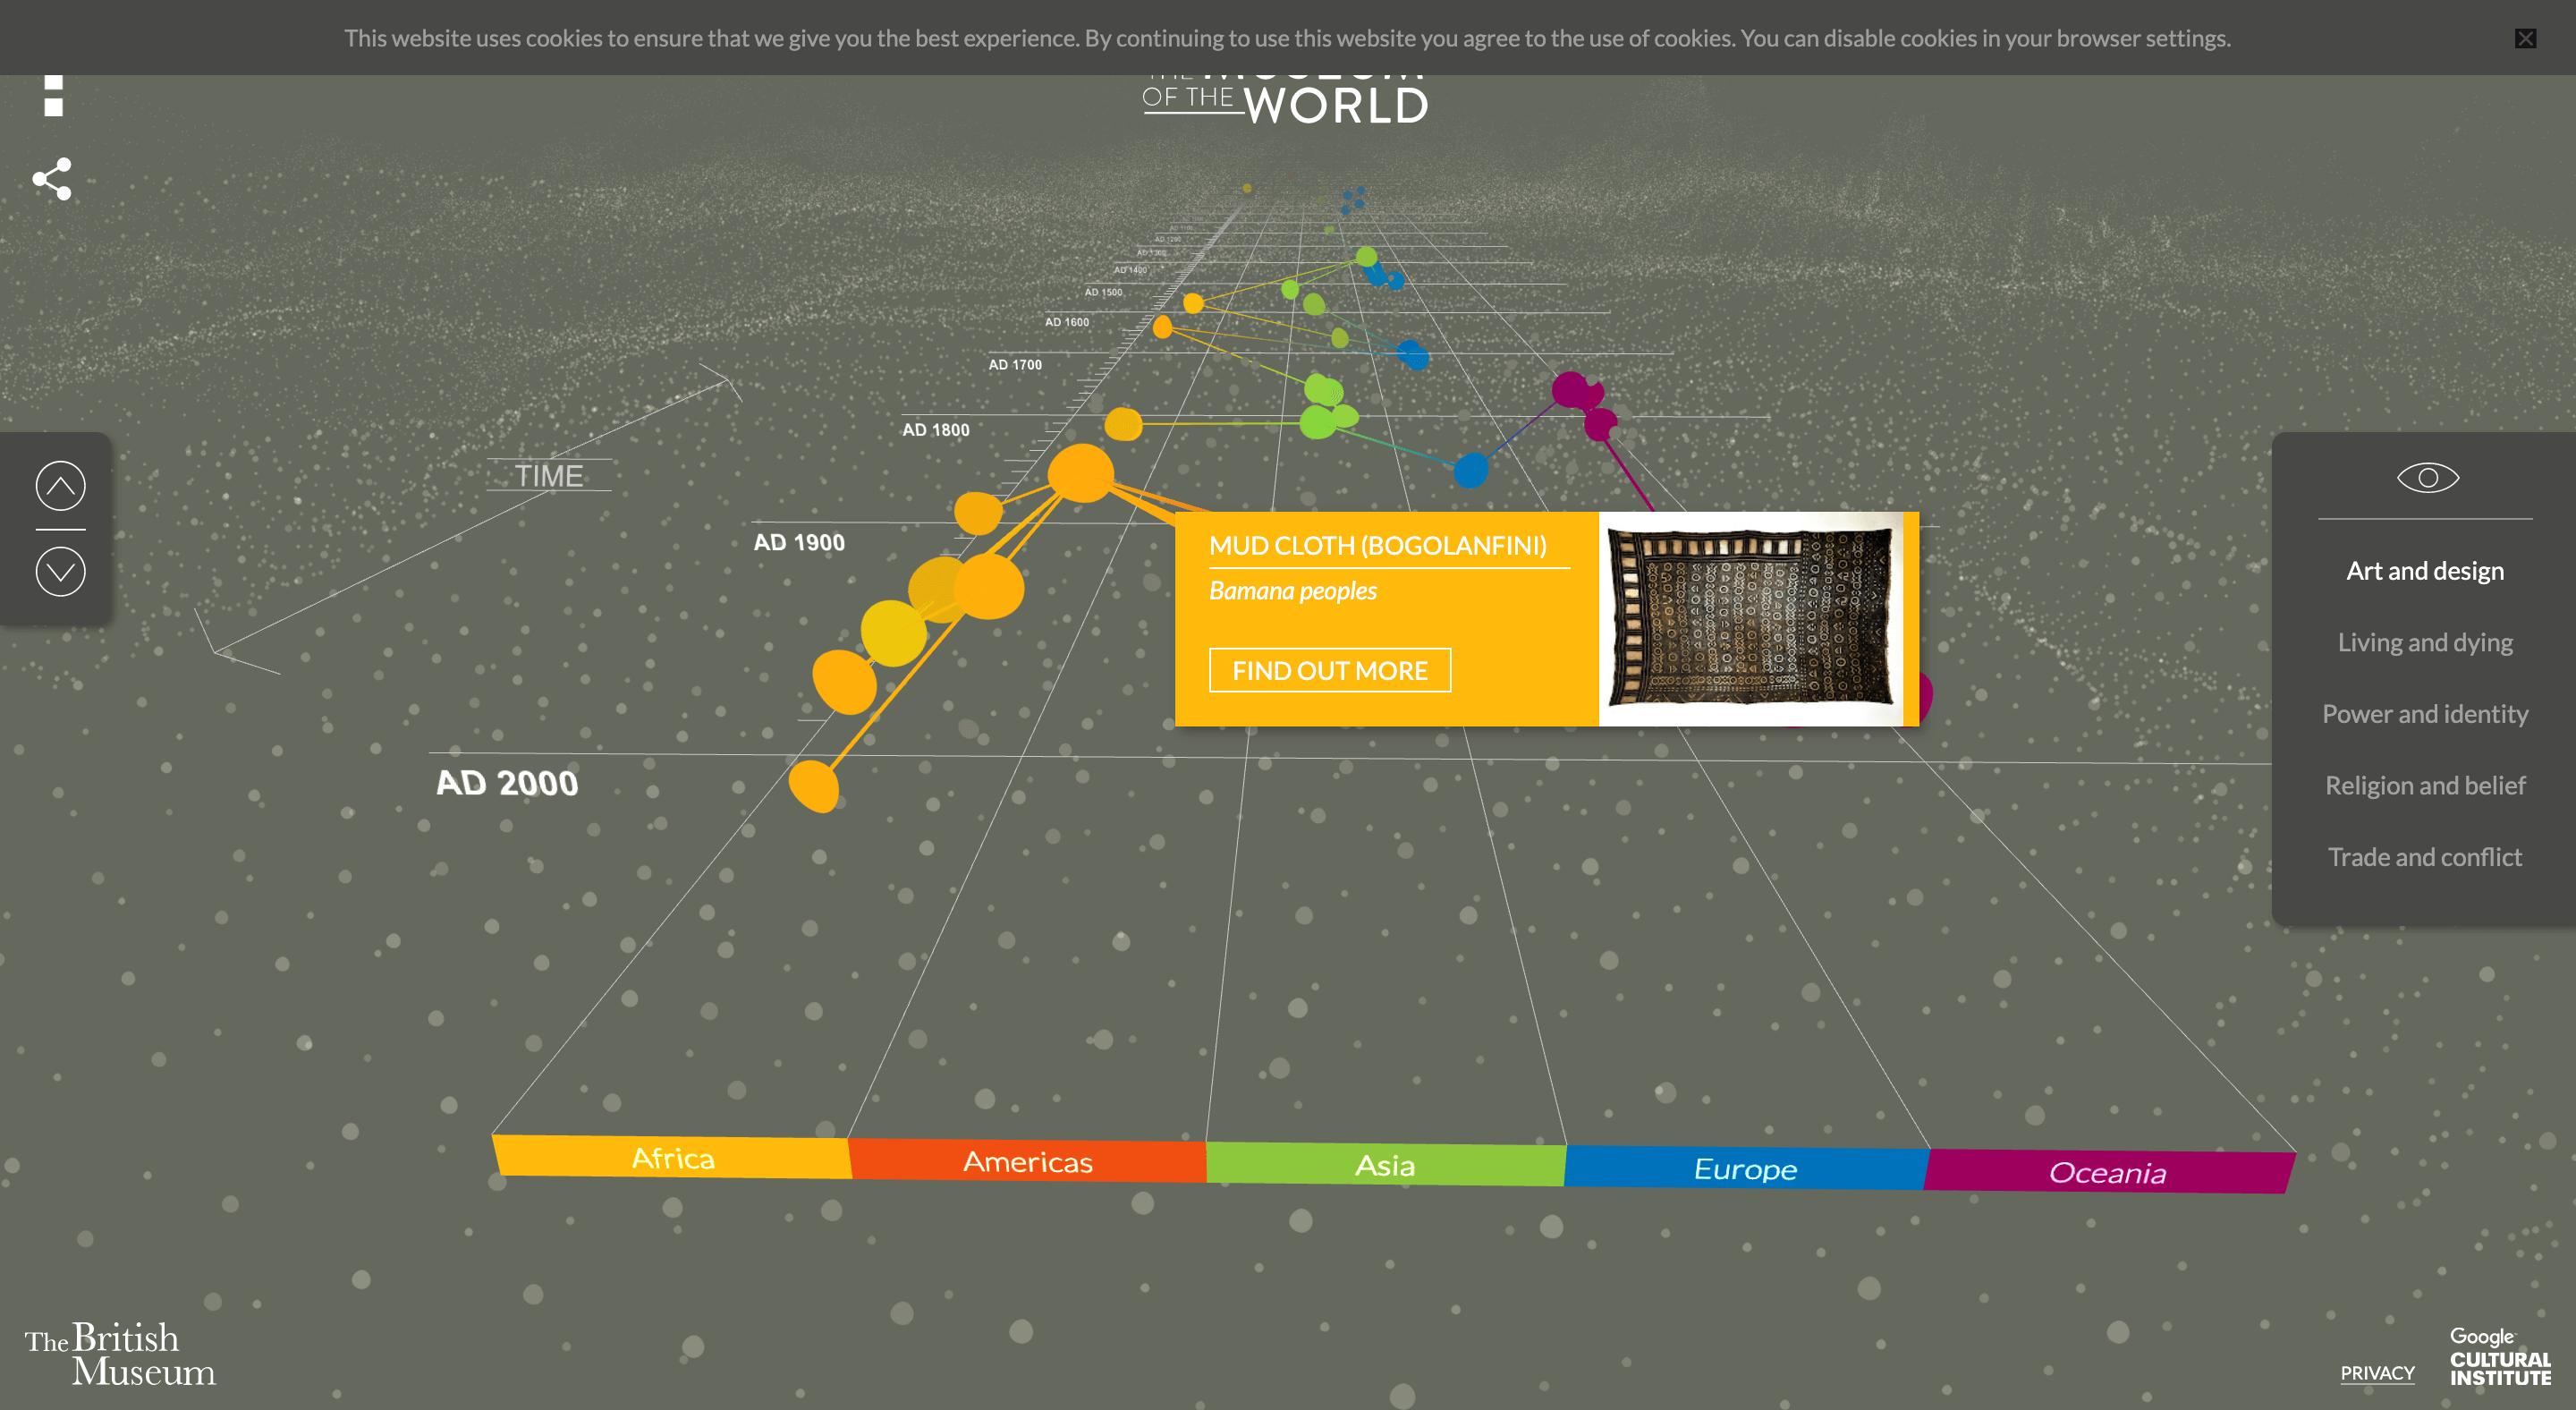 This website uses cookies to ensure that we give you the best experience. By continuing to use this website you agree to the use of cookies. You can disable cookies in your browser settings.
THE MUSEUM
OF THE WORLD
AD 1400
AD 1500
AD 1600
AD 1700
AD 1800
TIME
AD 1900
MUD CLOTH (BOGOLANFINI)
Bamana peoples
FIND OUT MORE
AD 2000
Art and design
Living and dying
Power and identity
Religion and belief
Trade and conflict
Africa
Americas
Asia
Europe
Oceania
The British
Museum
PRIVACY
Google
CULTURAL
INSTITUTE